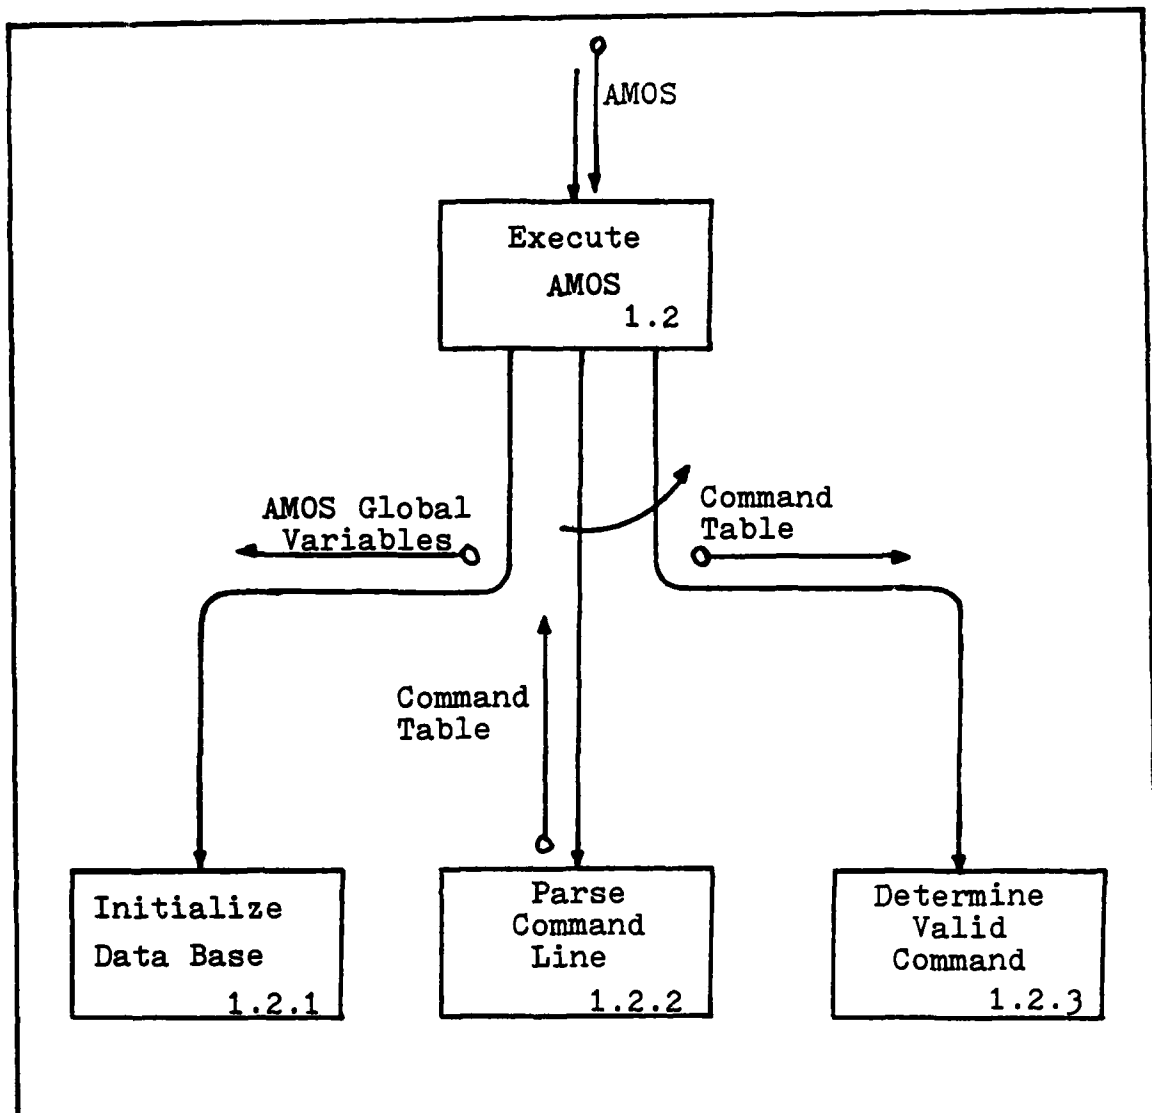 AMOS
Execute
AMOS
1.2
AMOS Global
Variables
Command
Table
Command
Table
Initialize
Data Base
1.2.1
Parse
Command
Line
1.2.2
Determine
Valid
Command
1.2.3